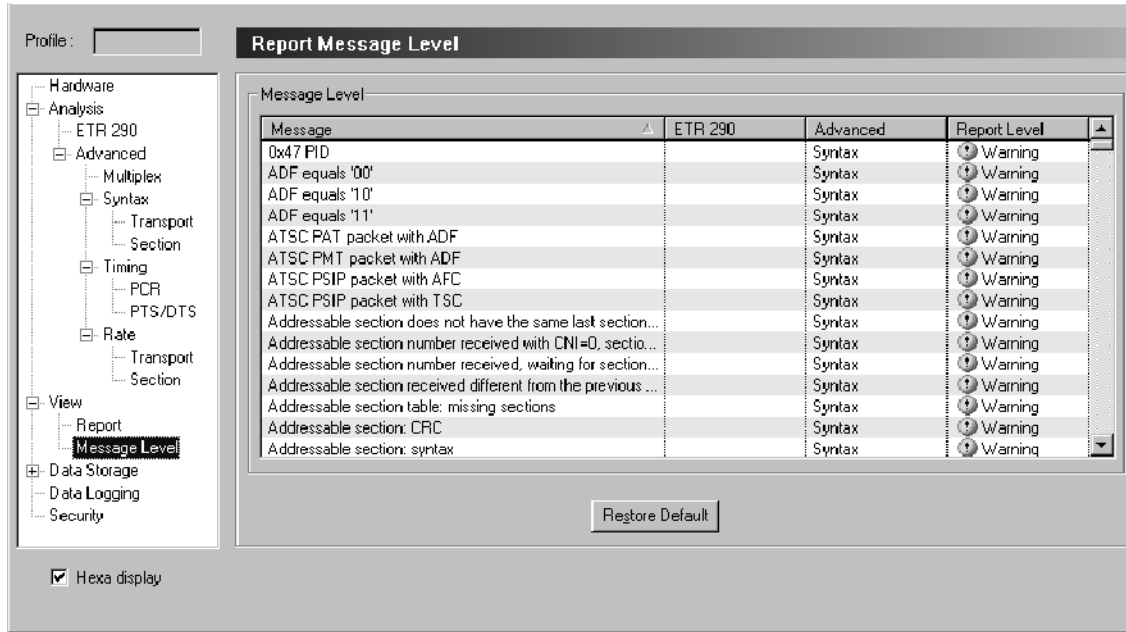 Profile :
Report Message Level
Hardware
Analysis
ETR 290
Advanced
Multiplex
Syntax
Transport
Section
Timing
PCR
PTS/DTS
Rate
Transport
Section
View
Report
Message Level
Data Storage
Data Logging
Security
Message Level
Message ETR 290 Advanced Report Level
0x47 PID Syntax Warning
ADF equals '00' Syntax Warning
ADF equals '10' Syntax Warning
ADF equals '11' Syntax Warning
ATSC PAT packet with ADF Syntax Warning
ATSC PMT packet with ADF Syntax Warning
ATSC PSIP packet with AFC Syntax Warning
ATSC PSIP packet with TSC Syntax Warning
Addressable section does not have the same last section... Syntax Warning
Addressable section number received with CNI=0, sectio... Syntax Warning
Addressable section number received, waiting for section... Syntax Warning
Addressable section received different from the previous ... Syntax Warning
Addressable section table: missing sections Syntax Warning
Addressable section: CRC Syntax Warning
Addressable section: syntax Syntax Warning
Restore Default
Hexa display